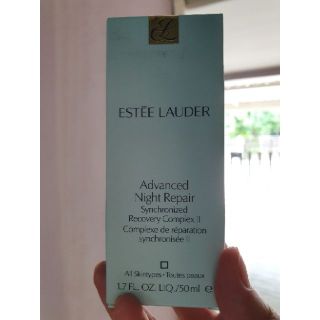 ESTĒE LAUDER
Advanced
Night Repair
Synchronized
Recovery Complex II
Complexe de réparation
synchronisée II
All Skintypes • Toutes peaux
1.7 FL. OZ. LIQ./50 ml e